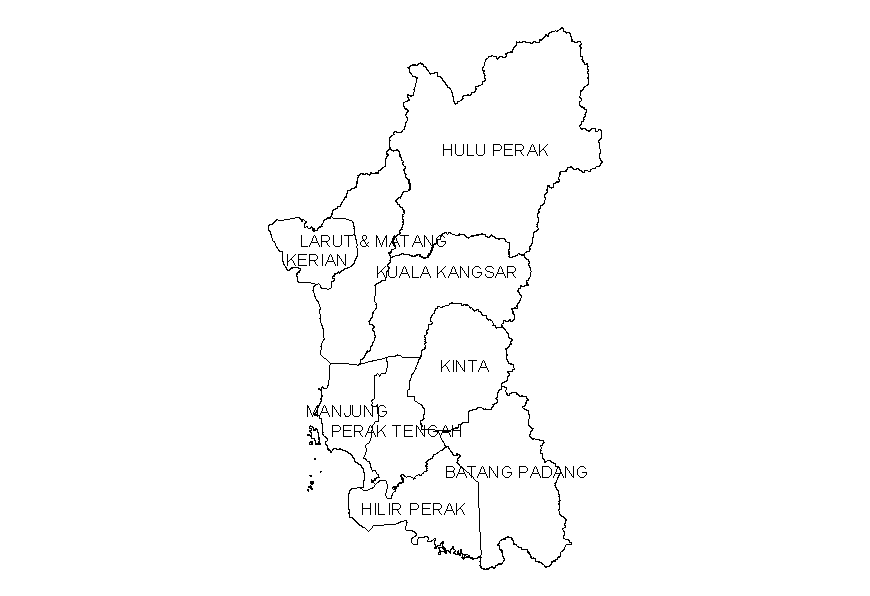 HULU PERAK
LARUT & MATANG
KERIAN
KUALA KANGSAR
KINTA
MANJUNG
PERAK TENGAH
BATANG PADANG
HILIR PERAK